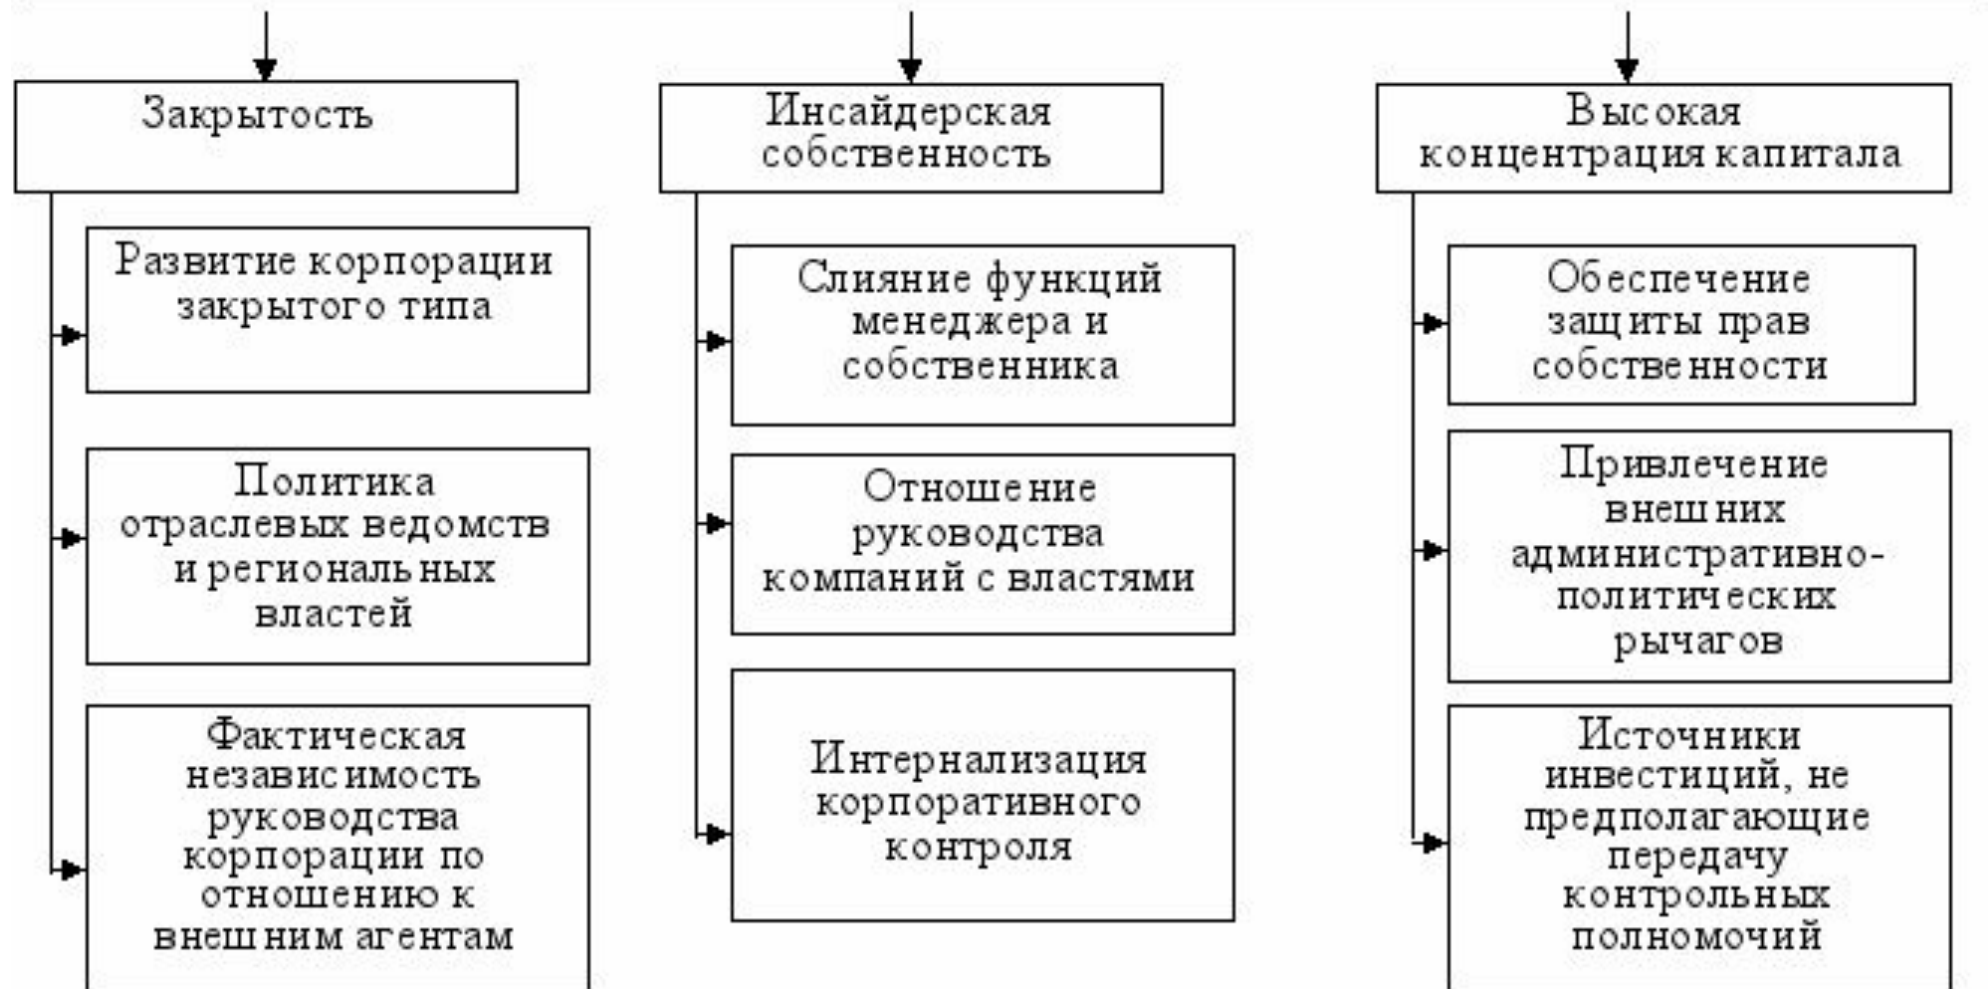 Закрытость
Развитие корпорации
закрытого типа
Политика
отраслевых ведомств
и региональных
властей
Фактическая
независимость
руководства
корпорации по
отношению к
внешним агентам
Инсайдерская
собственность
Слияние функций
менеджера и
собственника
Отношение
руководства
компаний с властями
Интернализация
корпоративного
контроля
Высокая
концентрация капитала
Обеспечение
защиты прав
собственности
Привлечение
внешних
административно-
политических
рычагов
Источники
инвестиций, не
предполагающие
передачу
контрольных
полномочий